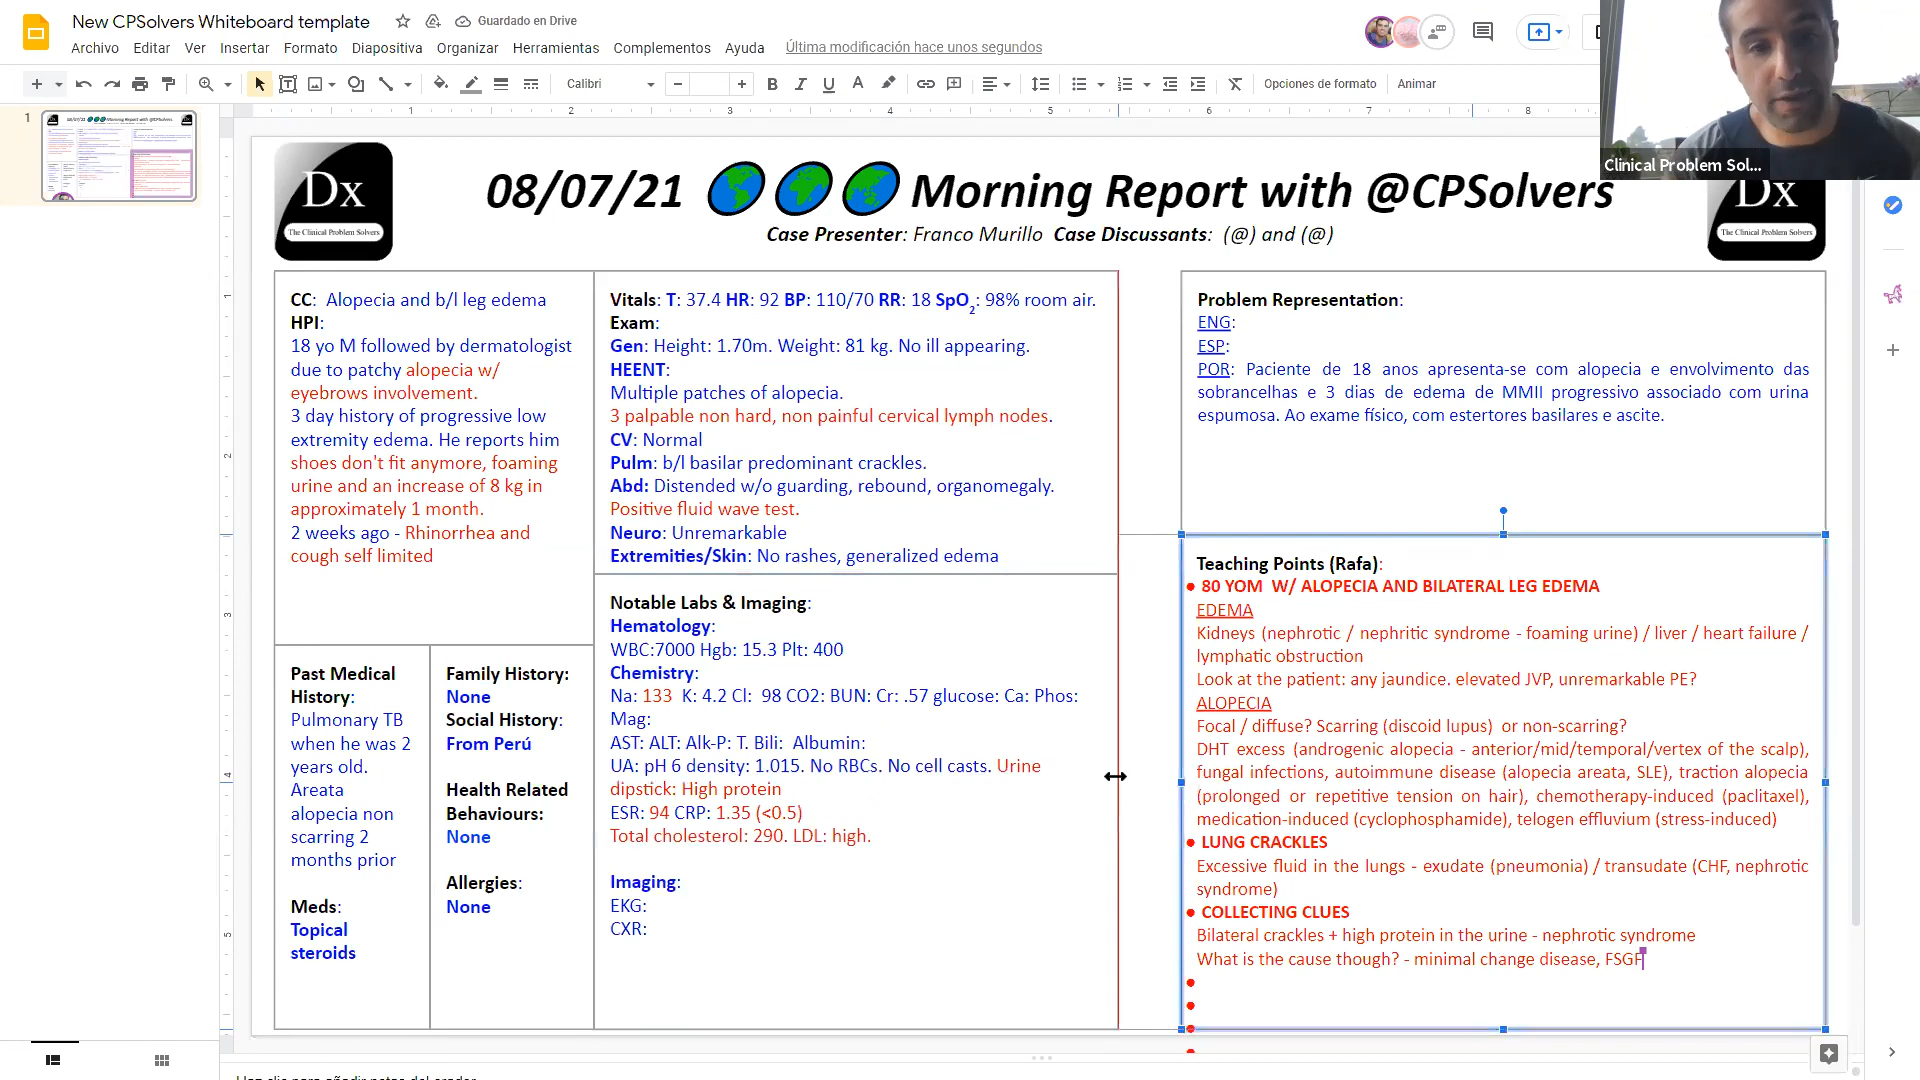 New CPSolvers Whiteboard template
Guardado en Drive
Archivo Editar Ver Insertar Formato Diapositiva Organizar Herramientas Complementos Ayuda Última modificación hace unos segundos
Calibri
Opciones de formato
Animar
1 2 3 4 5 6 7 8
1
Clinical Problem Sol...
Dx
The Clinical Problem Solvers
08/07/21 Morning Report with @CPSolvers
Case Presenter: Franco Murillo Case Discussants: (@) and (@)
Dx
The Clinical Problem Solvers
CC: Alopecia and b/l leg edema
HPI:
18 yo M followed by dermatologist
due to patchy alopecia w/
eyebrows involvement.
3 day history of progressive low
extremity edema. He reports him
shoes don't fit anymore, foaming
urine and an increase of 8 kg in
approximately 1 month.
2 weeks ago - Rhinorrhea and
cough self limited
Past Medical
History:
Pulmonary TB
when he was 2
years old.
Areata
alopecia non
scarring 2
months prior
Meds:
Topical
steroids
Family History:
None
Social History:
From Perú
Health Related
Behaviours:
None
Allergies:
None
Vitals: T: 37.4 HR: 92 BP: 110/70 RR: 18 SpO2: 98% room air.
Exam:
Gen: Height: 1.70m. Weight: 81 kg. No ill appearing.
HEENT:
Multiple patches of alopecia.
3 palpable non hard, non painful cervical lymph nodes.
CV: Normal
Pulm: b/l basilar predominant crackles.
Abd: Distended w/o guarding, rebound, organomegaly.
Positive fluid wave test.
Neuro: Unremarkable
Extremities/Skin: No rashes, generalized edema
Notable Labs & Imaging:
Hematology:
WBC:7000 Hgb: 15.3 Plt: 400
Chemistry:
Na: 133 K: 4.2 Cl: 98 CO2: BUN: Cr: .57 glucose: Ca: Phos:
Mag:
AST: ALT: Alk-P: T. Bili: Albumin:
UA: pH 6 density: 1.015. No RBCs. No cell casts. Urine
dipstick: High protein
ESR: 94 CRP: 1.35 (<0.5)
Total cholesterol: 290. LDL: high.
Imaging:
EKG:
CXR:
Problem Representation:
ENG:
ESP:
POR: Paciente de 18 anos apresenta-se com alopecia e envolvimento das
sobrancelhas e 3 dias de edema de MMII progressivo associado com urina
espumosa. Ao exame físico, com estertores basilares e ascite.
Teaching Points (Rafa):
80 YOM W/ ALOPECIA AND BILATERAL LEG EDEMA
EDEMA
Kidneys (nephrotic / nephritic syndrome - foaming urine) / liver / heart failure /
lymphatic obstruction
Look at the patient: any jaundice. elevated JVP, unremarkable PE?
ALOPECIA
Focal / diffuse? Scarring (discoid lupus) or non-scarring?
DHT excess (androgenic alopecia - anterior/mid/temporal/vertex of the scalp),
fungal infections, autoimmune disease (alopecia areata, SLE), traction alopecia
(prolonged or repetitive tension on hair), chemotherapy-induced (paclitaxel),
medication-induced (cyclophosphamide), telogen effluvium (stress-induced)
LUNG CRACKLES
Excessive fluid in the lungs - exudate (pneumonia) / transudate (CHF, nephrotic
syndrome)
COLLECTING CLUES
Bilateral crackles + high protein in the urine - nephrotic syndrome
What is the cause though? - minimal change disease, FSGF